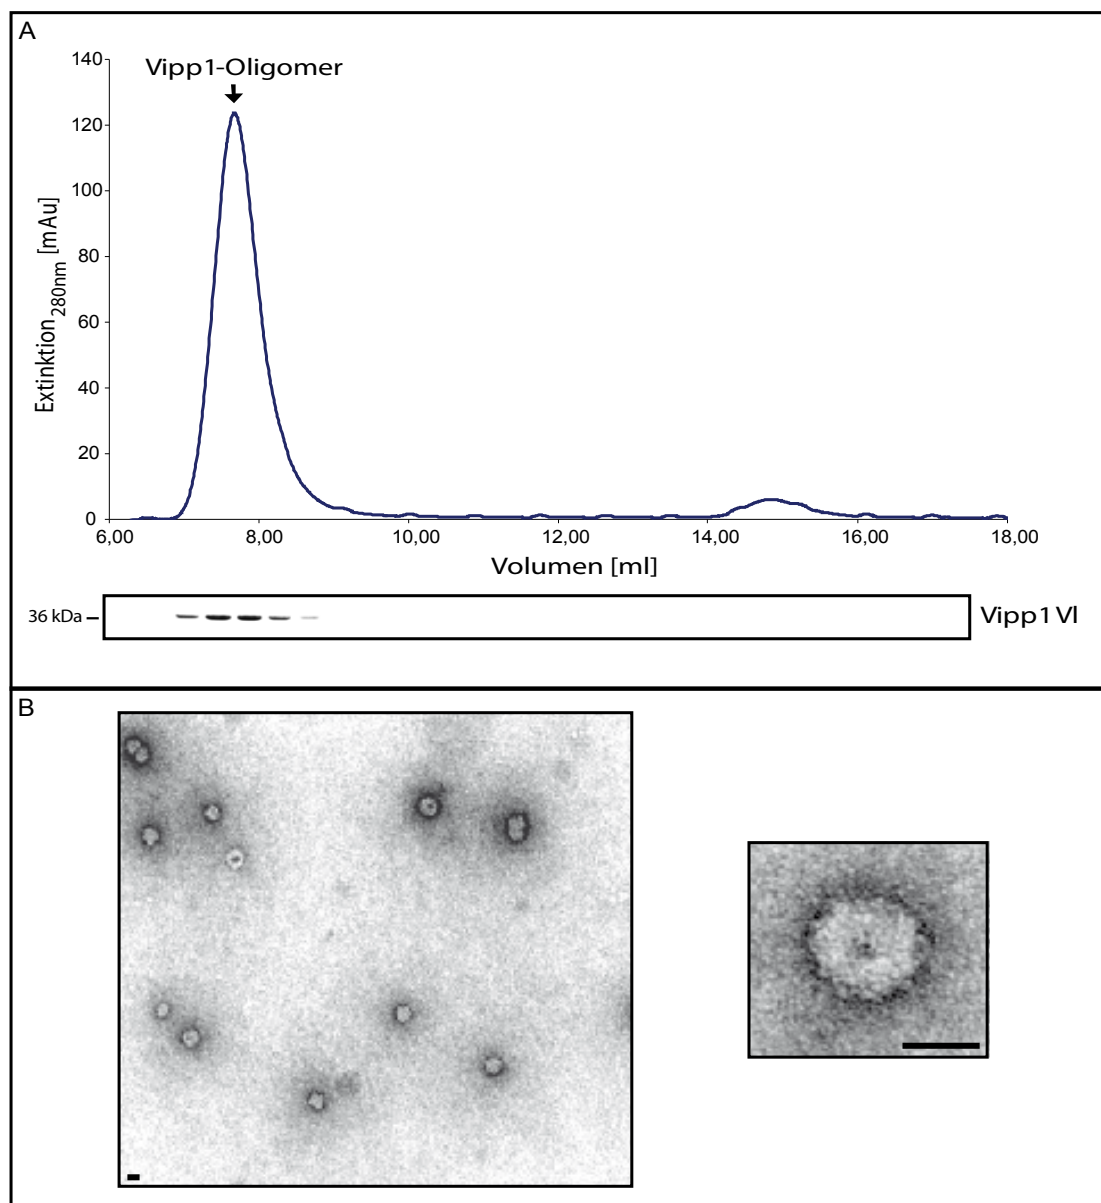 A
Vipp1-Oligomer
140
120
100
80
60
40
20
0
Extinktion280nm [mAu]
6,00 8,00 10,00 12,00 14,00 16,00 18,00
Volumen [ml]
36 kDa
Vipp1 Vl
B